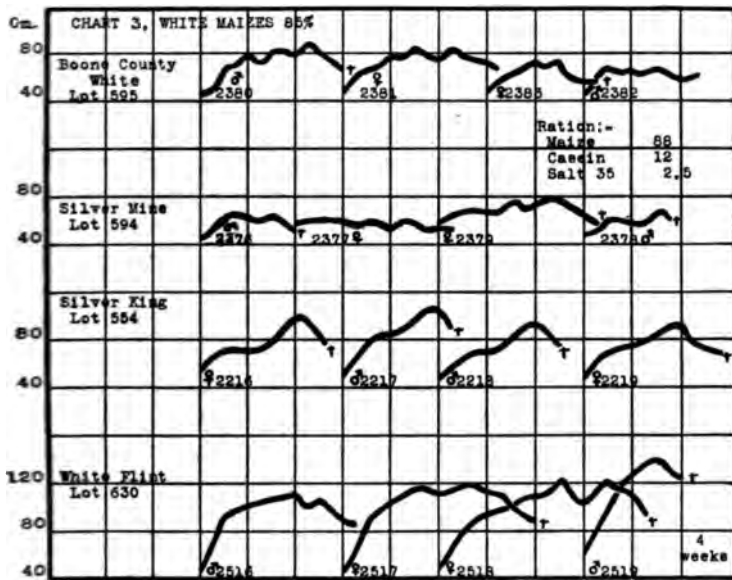 Gm. CHART 3, WHITE MAIZES 85%
80
Boone County
White
Lot 595
40
♂ 2380 †
♀ 2381
♀2383 †
♂2382
Ration:-
Maize 88
Casein 12
Salt 35 2.5
80
Silver Mine
Lot 594
40
†
2377♀
♀2379 †
2378♂ †
Silver King
Lot 554
80
40
♀2216 †
♂2217 †
♂2218 †
♀2219 †
White Flint
Lot 630
120
80
40
♂2516 †
♀2517 †
♀2518 †
♂2519 †
4
weeks